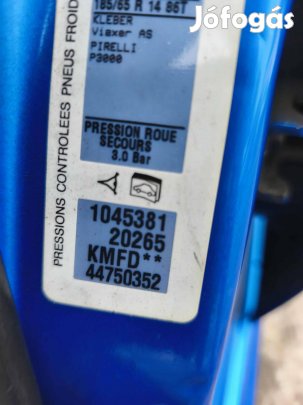 Jófogás
185/65 R 14 86T
KLEBER
Viaxer AS
PIRELLI
P3000
PRESSION ROUE
SECOURS
3.0 Bar
PRESSIONS CONTROLEES PNEUS FROID
1045381
20265
KMFD**
44750352